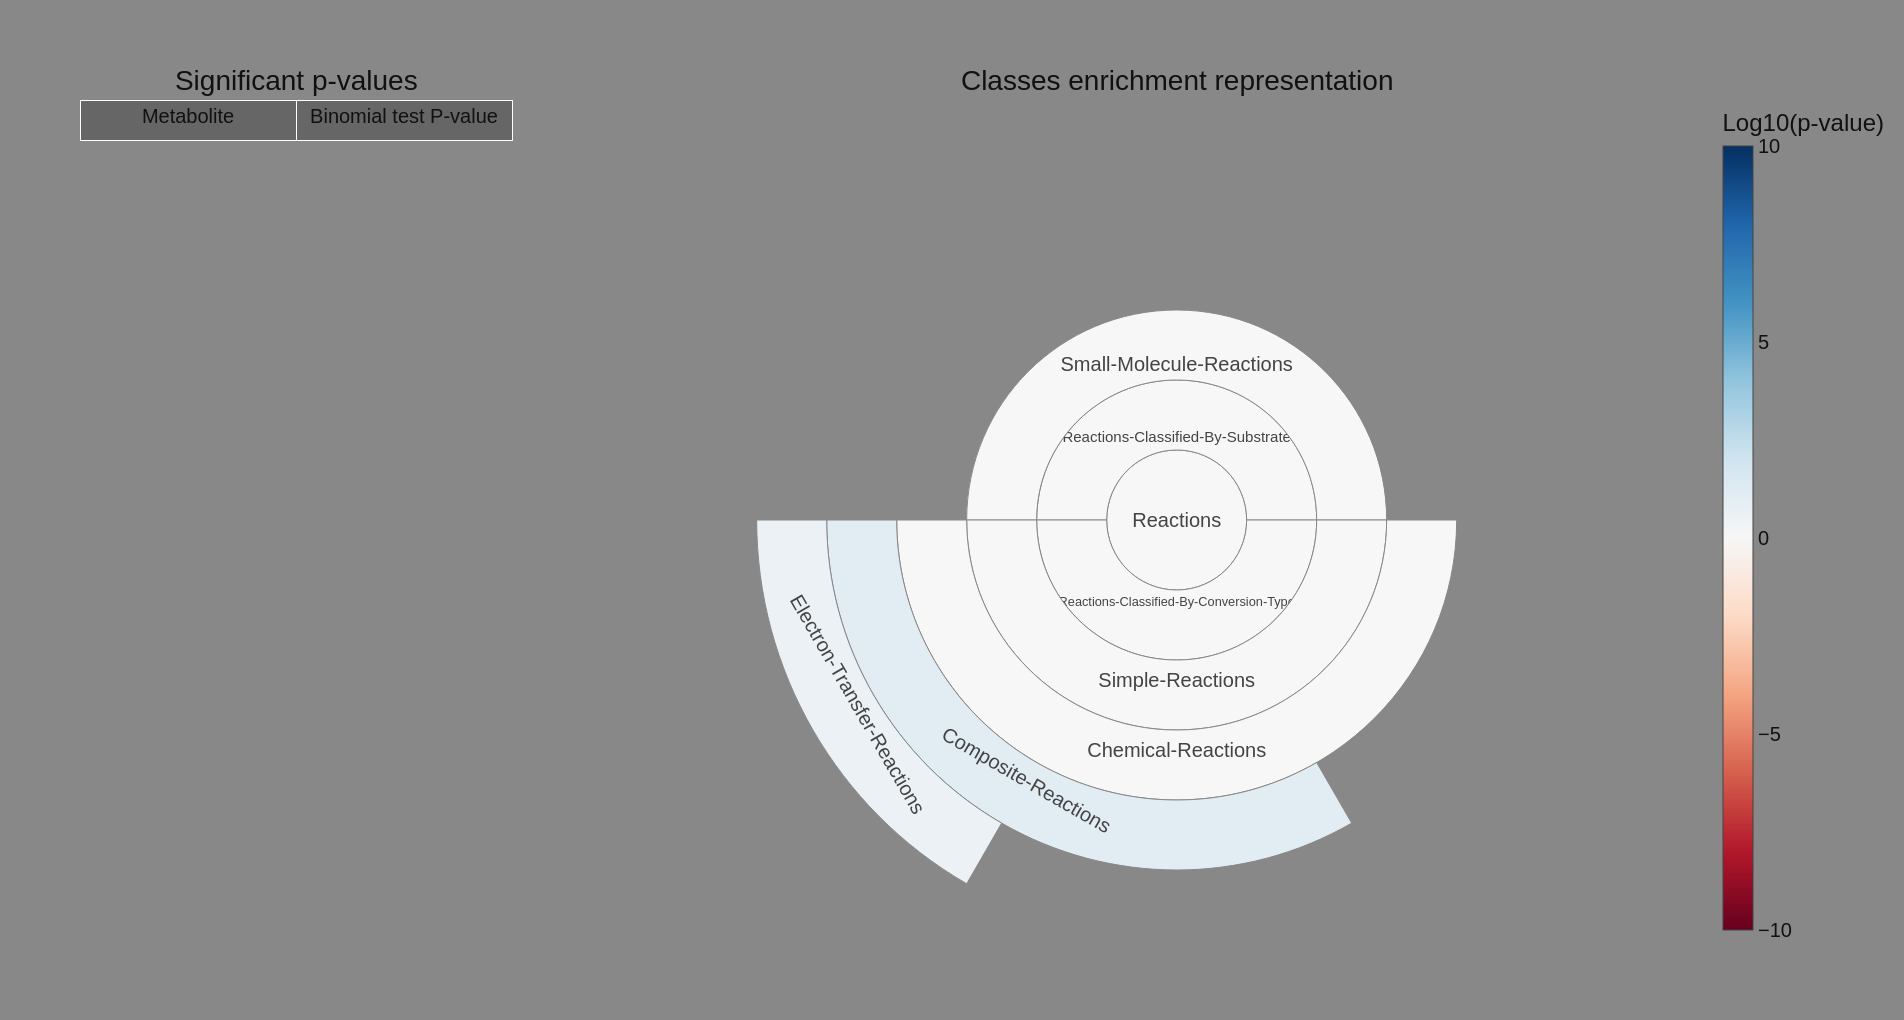 Significant p-values
Metabolite
Binomial test P-value
Classes enrichment representation
Log10(p-value)
10
5
0
−5
−10
Small-Molecule-Reactions
Reactions-Classified-By-Substrate
Reactions
Reactions-Classified-By-Conversion-Type
Simple-Reactions
Chemical-Reactions
Composite-Reactions
Electron-Transfer-Reactions